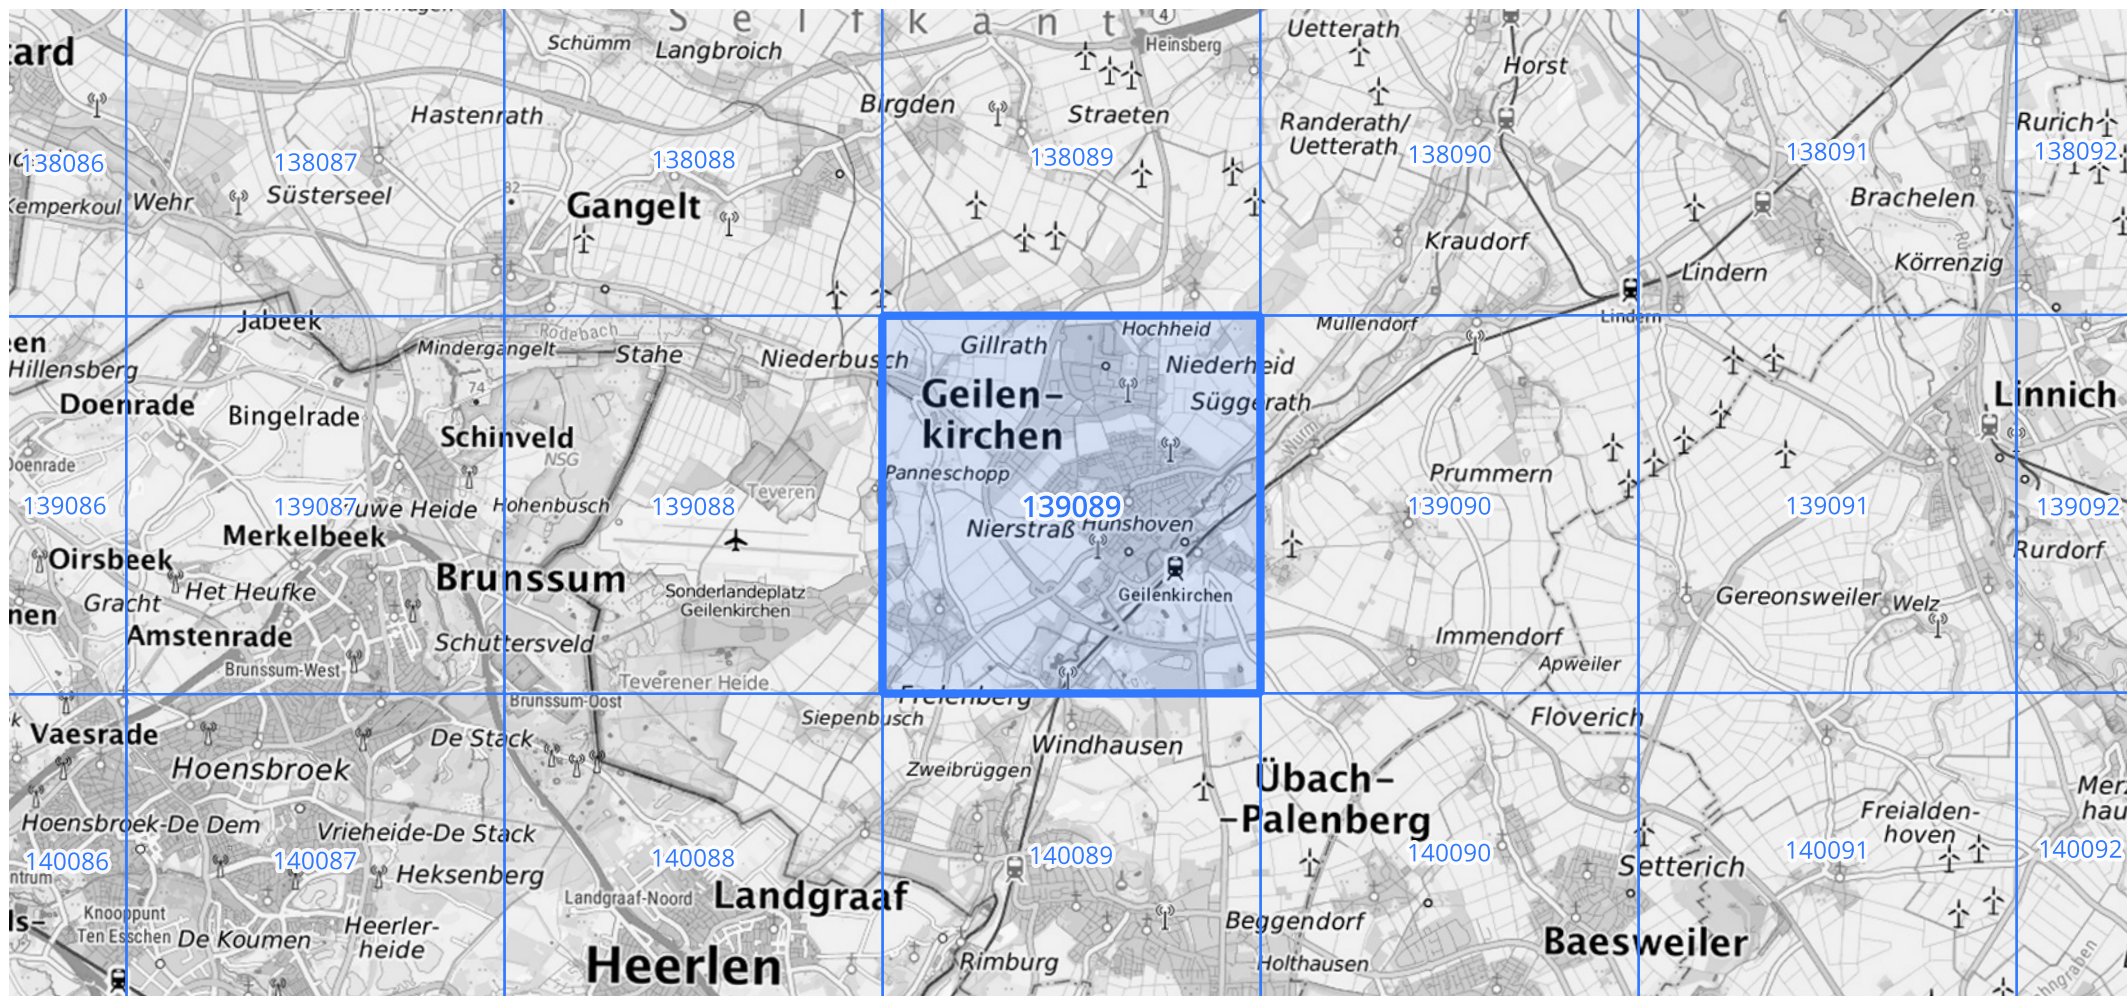 S e l f k a n t
4
Heinsberg
Schümm
Langbroich
Uetterath
Horst
Hastenrath
Birgden
Straeten
Randerath/
Uetterath
Rurich
138086
138087
138088
138089
138090
138091
138092
Kemperkoul
Wehr
Süsterseel
82
Gangelt
Brachelen
Kraudorf
Lindern
Körrenzig
Jabeek
Rodebach
Hochheid
Mullendorf
Lindern
Mindergangelt
Stahe
Niederbusch
Gillrath
Niederheid
Hillensberg
74
Geilen-
kirchen
Süggerath
Linnich
Doenrade
Bingelrade
Schinveld
NSG
Wurm
Doenrade
Panneschopp
Prummern
Teveren
139086
139087
139088
139089
139090
139091
139092
Hohenbusch
Nierstraß
Hunshoven
Merkelbeek
Oirsbeek
Rurdorf
Brunssum
Het Heufke
Gracht
Sonderlandeplatz
Geilenkirchen
Geilenkirchen
Gereonsweiler
Welz
Amstenrade
Schuttersveld
Immendorf
Brunssum-West
Apweiler
Teverener Heide
Brunssum-Oost
Frelenberg
Siepenbusch
Floverich
Vaesrade
De Stack
Windhausen
Hoensbroek
Zweibrüggen
Übach-
-Palenberg
Freialden-
hoven
Hoensbroek-De Dem
Vrieheide-De Stack
140086
140087
140088
140089
140090
140091
140092
Heksenberg
Setterich
Landgraaf-Noord
Landgraaf
Knooppunt
Ten Esschen
De Koumen
Heerler-
heide
Beggendorf
Baesweiler
Heerlen
Rimburg
Holthausen